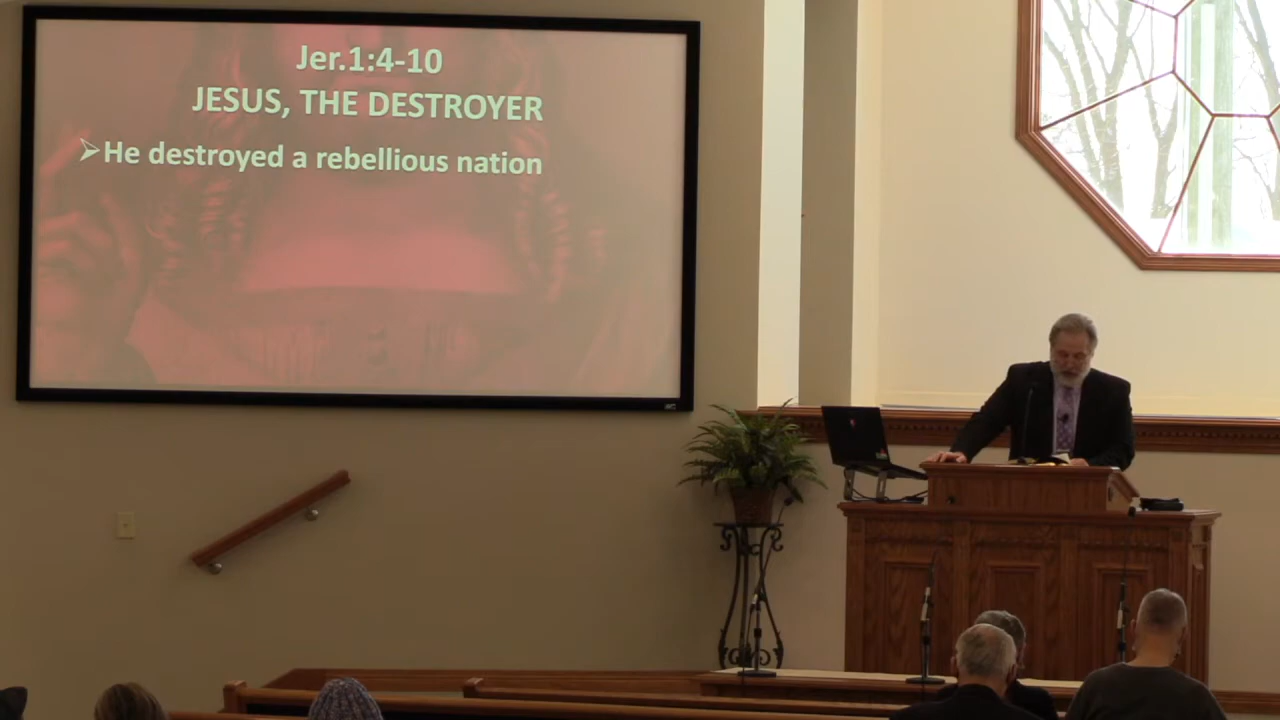 Jer.1:4-10
JESUS, THE DESTROYER
➢He destroyed a rebellious nation